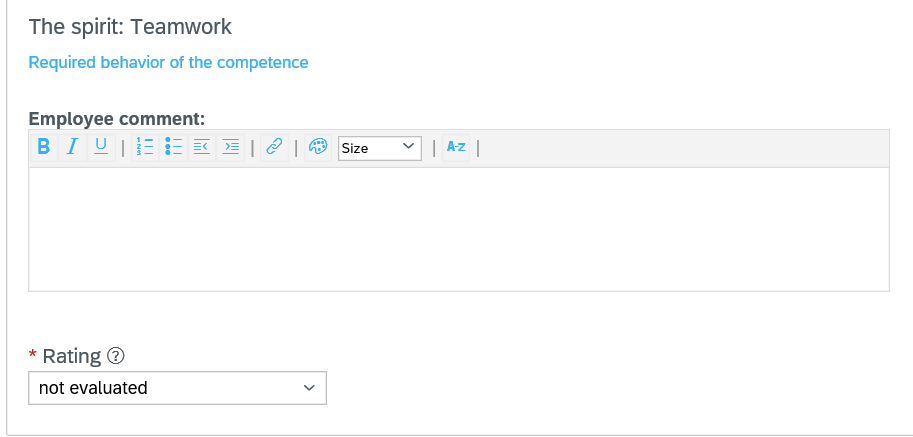 The spirit: Teamwork
Required behavior of the competence
Employee comment:
B I U | | | Size | A-Z |
* Rating ?
not evaluated